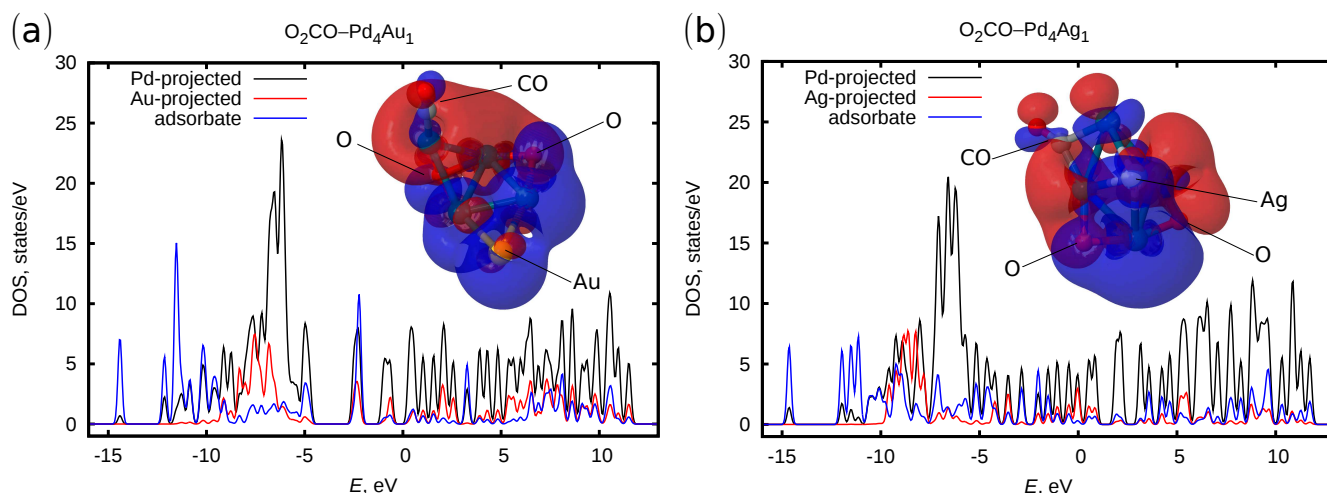 (a)
O₂CO–Pd₄Au₁
DOS, states/eV
30
25
20
15
10
5
0
Pd-projected
Au-projected
adsorbate
CO
O
O
Au
-15
-10
-5
0
5
10
E, eV
(b)
O₂CO–Pd₄Ag₁
DOS, states/eV
30
25
20
15
10
5
0
Pd-projected
Ag-projected
adsorbate
CO
Ag
O
O
-15
-10
-5
0
5
10
E, eV